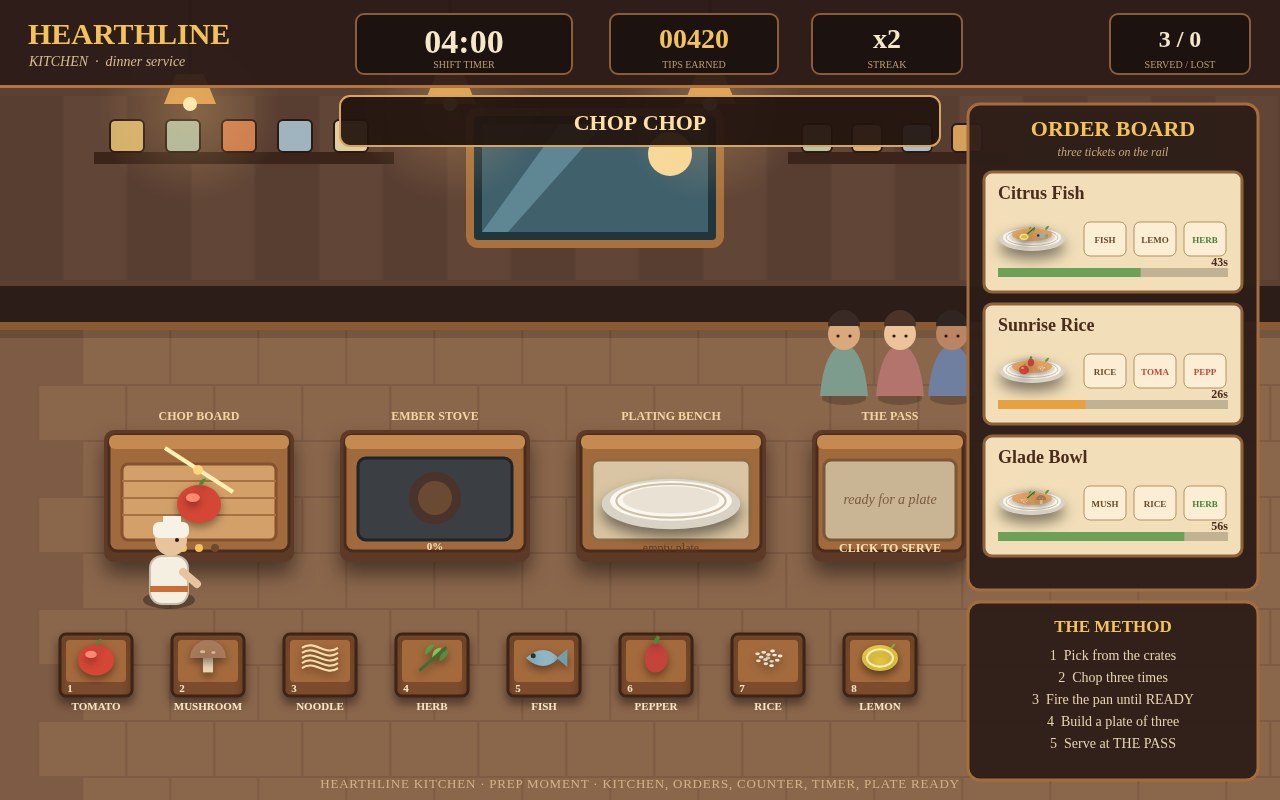 HEARTHLINE
KITCHEN · dinner service
04:00
SHIFT TIMER
00420
TIPS EARNED
x2
STREAK
3 / 0
SERVED / LOST
CHOP CHOP
ORDER BOARD
three tickets on the rail
Citrus Fish
FISH LEMO HERB
43s
Sunrise Rice
RICE TOMA PEPP
26s
Glade Bowl
MUSH RICE HERB
56s
CHOP BOARD
EMBER STOVE
PLATING BENCH
THE PASS
ready for a plate
0%
empty plate
CLICK TO SERVE
1
TOMATO
2
MUSHROOM
3
NOODLE
4
HERB
5
FISH
6
PEPPER
7
RICE
8
LEMON
THE METHOD
1 Pick from the crates
2 Chop three times
3 Fire the pan until READY
4 Build a plate of three
5 Serve at THE PASS
HEARTHLINE KITCHEN · PREP MOMENT · KITCHEN, ORDERS, COUNTER, TIMER, PLATE READY